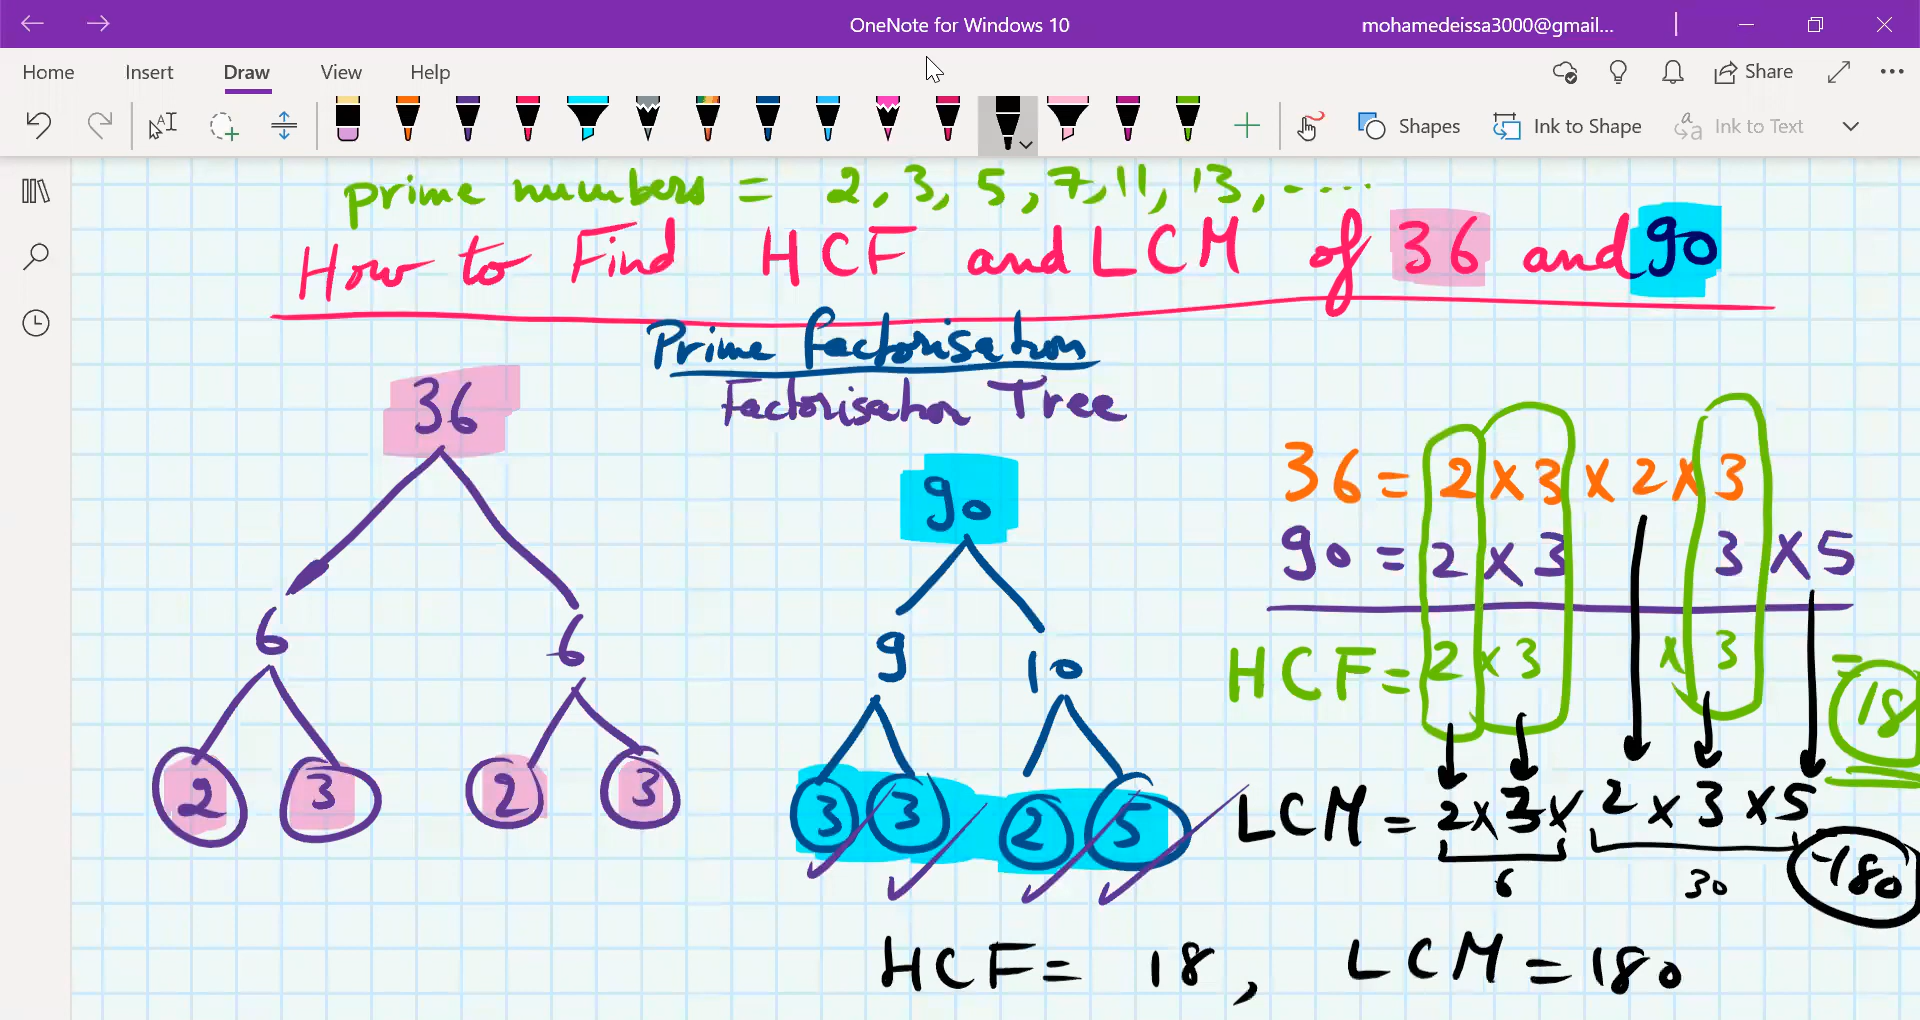 OneNote for Windows 10
mohamedeissa3000@gmail...
Home Insert Draw View Help
Share
Shapes Ink to Shape Ink to Text
prime numbers = 2, 3, 5, 7, 11, 13, .....
How to Find HCF and LCM of 36 and 90
Prime Factorisation
Factorisation Tree
36
6 6
2 3 2 3
90
9 10
3 3 2 5
36 = 2 x 3 x 2 x 3
90 = 2 x 3 3 x 5
HCF = 2 x 3 x 3 = 18
LCM = 2 x 3 x 2 x 3 x 5 = 180
6 30
HCF = 18, LCM = 180